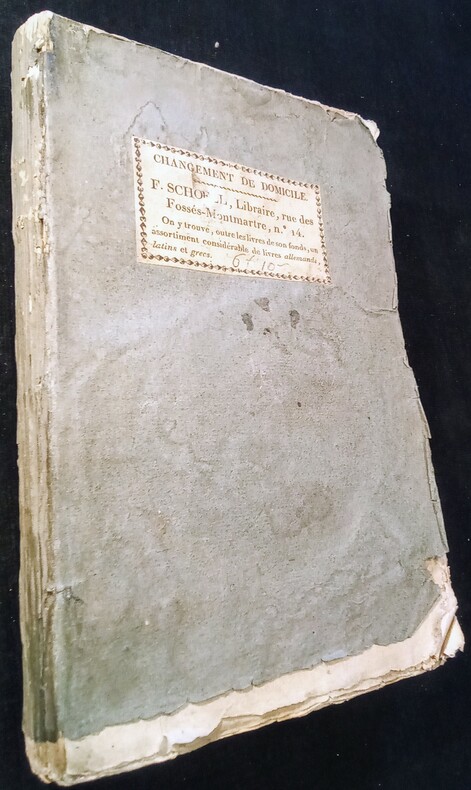 CHANGEMENT DE DOMICILE.
F. SCHOELL, Libraire, rue des
Fossés-Montmartre, n.° 14.
On y trouve, outre les livres de son fonds, un
assortiment considérable de livres allemands,
latins et grecs.